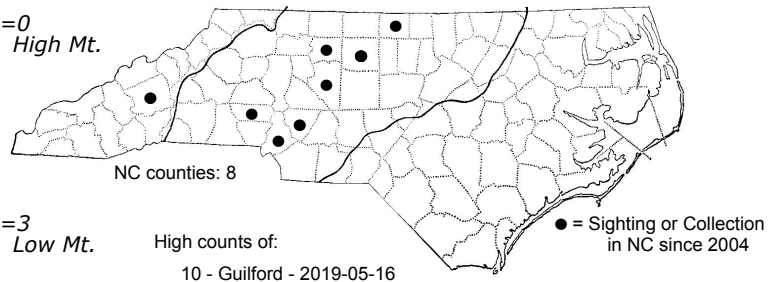 =0
High Mt.
NC counties: 8
=3
Low Mt.
High counts of:
10 - Guilford - 2019-05-16
= Sighting or Collection
in NC since 2004